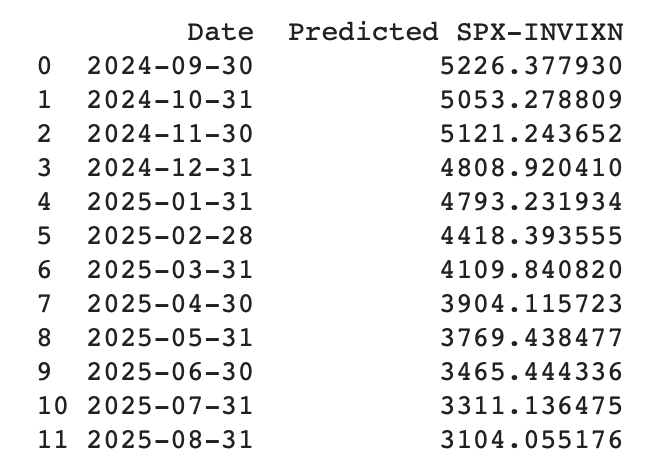 Date Predicted SPX-INVIXN
0 2024-09-30 5226.377930
1 2024-10-31 5053.278809
2 2024-11-30 5121.243652
3 2024-12-31 4808.920410
4 2025-01-31 4793.231934
5 2025-02-28 4418.393555
6 2025-03-31 4109.840820
7 2025-04-30 3904.115723
8 2025-05-31 3769.438477
9 2025-06-30 3465.444336
10 2025-07-31 3311.136475
11 2025-08-31 3104.055176